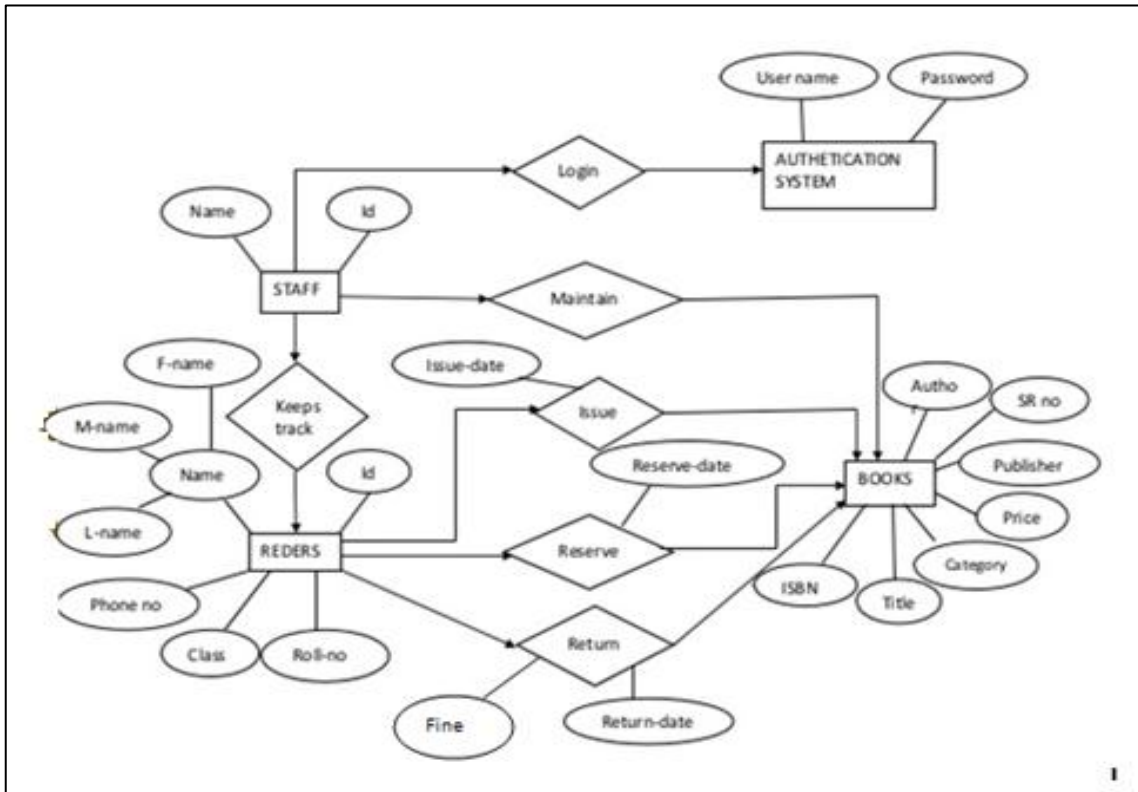 User name
Password
Login
AUTHETICATION
SYSTEM
Name
Id
STAFF
Maintain
F-name
Issue-date
Keeps
track
Issue
Autho
r
SR no
M-name
Name
Id
Reserve-date
Publisher
BOOKS
L-name
REDERS
Reserve
Price
Category
ISBN
Title
Phone no
Class
Roll-no
Return
Fine
Return-date